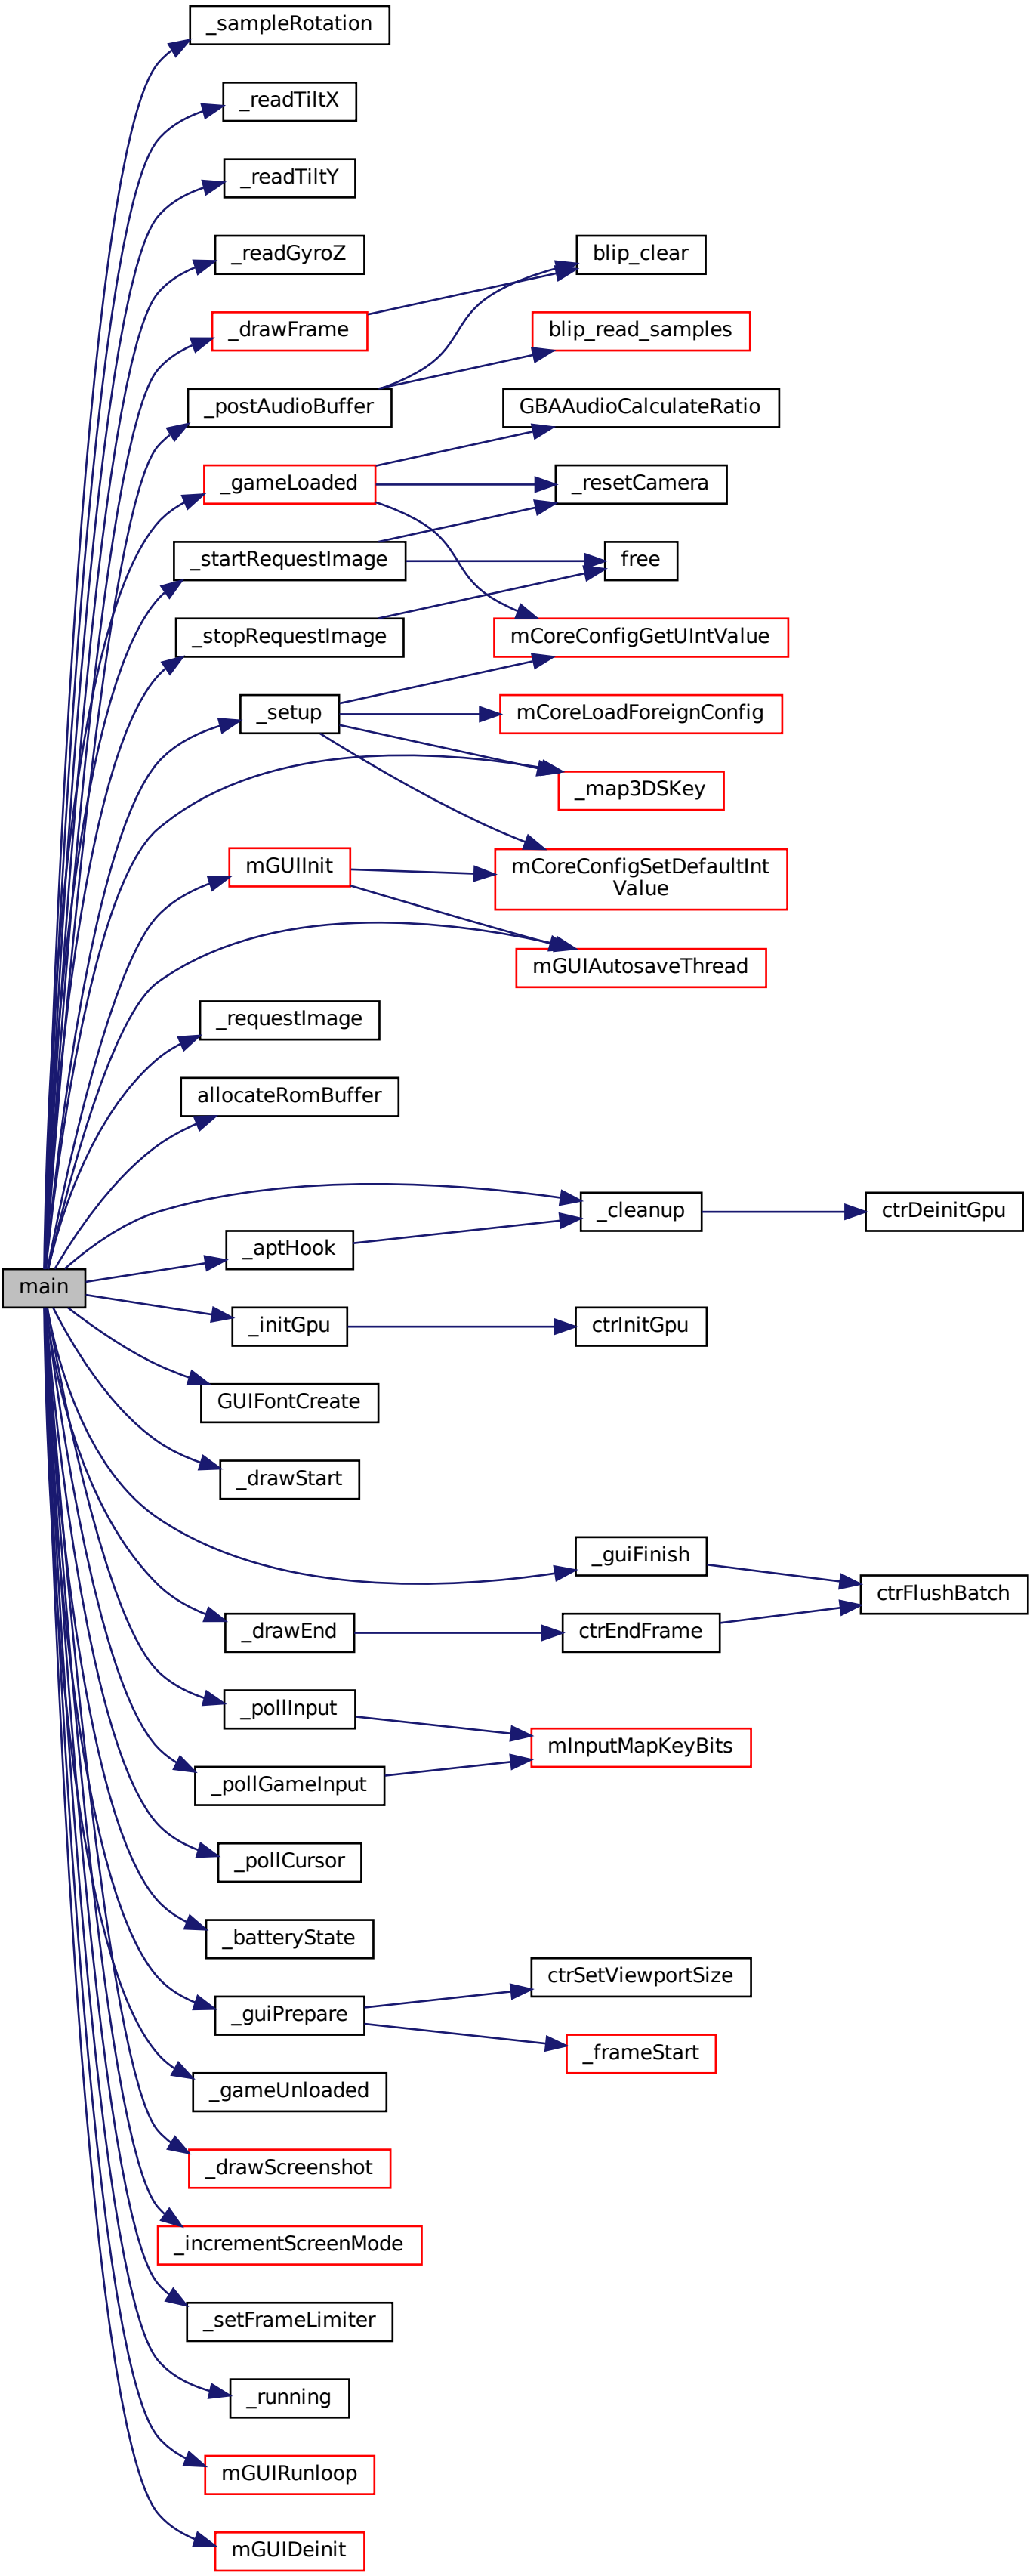 _sampleRotation
_readTiltX
_readTiltY
_readGyroZ
blip_clear
_drawFrame
blip_read_samples
_postAudioBuffer
GBAAudioCalculateRatio
_gameLoaded
_resetCamera
_startRequestImage
free
_stopRequestImage
mCoreConfigGetUIntValue
_setup
mCoreLoadForeignConfig
_map3DSKey
mGUIInit
mCoreConfigSetDefaultInt
Value
mGUIAutosaveThread
_requestImage
allocateRomBuffer
_cleanup
ctrDeinitGpu
_aptHook
main
_initGpu
ctrInitGpu
GUIFontCreate
_drawStart
_guiFinish
ctrFlushBatch
_drawEnd
ctrEndFrame
_pollInput
mInputMapKeyBits
_pollGameInput
_pollCursor
_batteryState
ctrSetViewportSize
_guiPrepare
_frameStart
_gameUnloaded
_drawScreenshot
_incrementScreenMode
_setFrameLimiter
_running
mGUIRunloop
mGUIDeinit